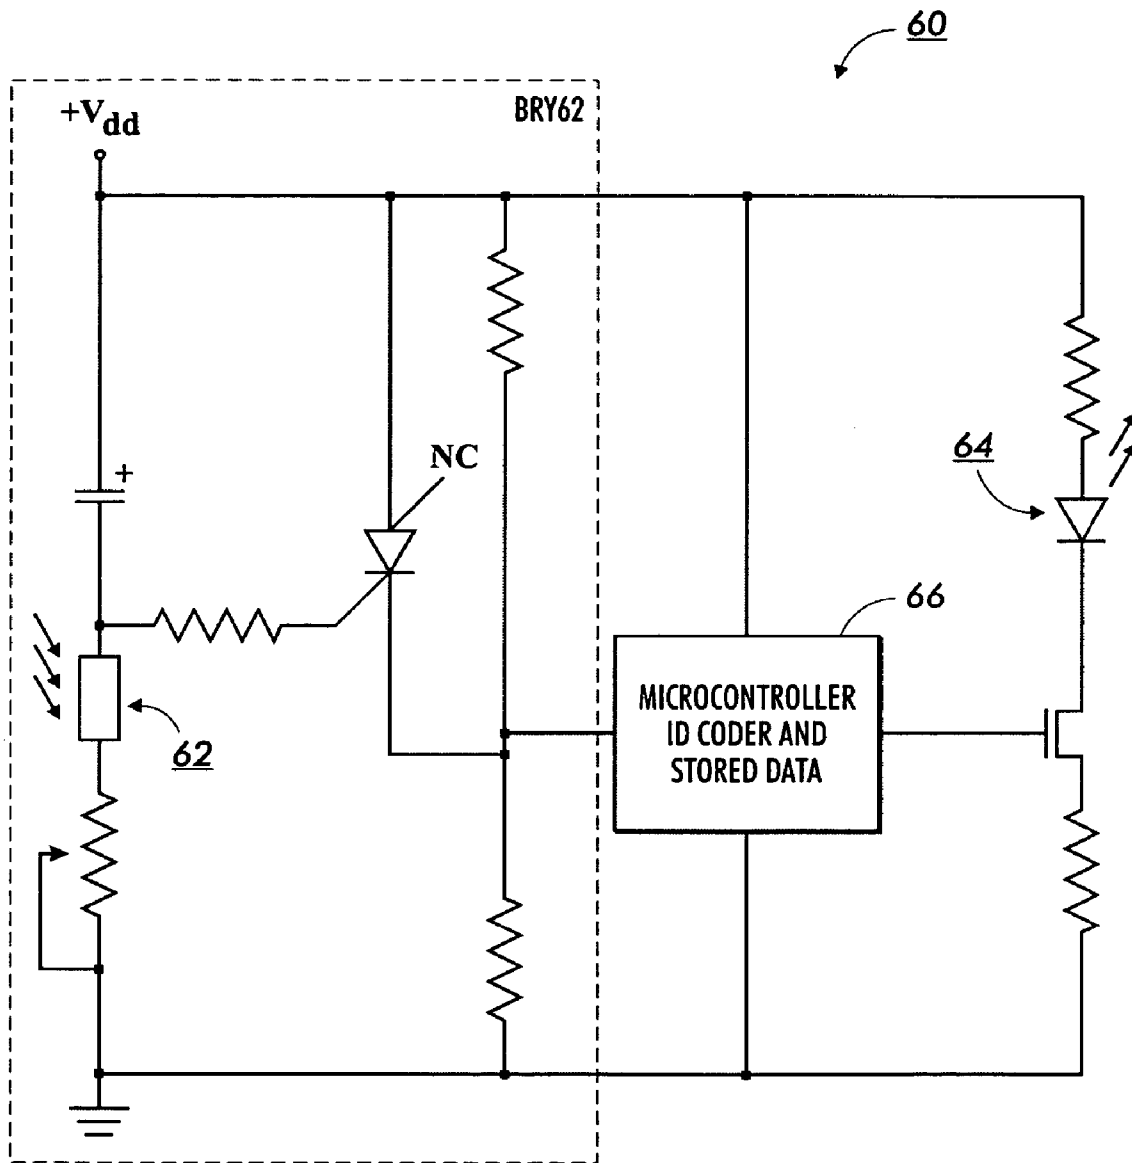 60
+Vdd
BRY62
NC
+
64
66
MICROCONTROLLER
ID CODER AND
STORED DATA
62